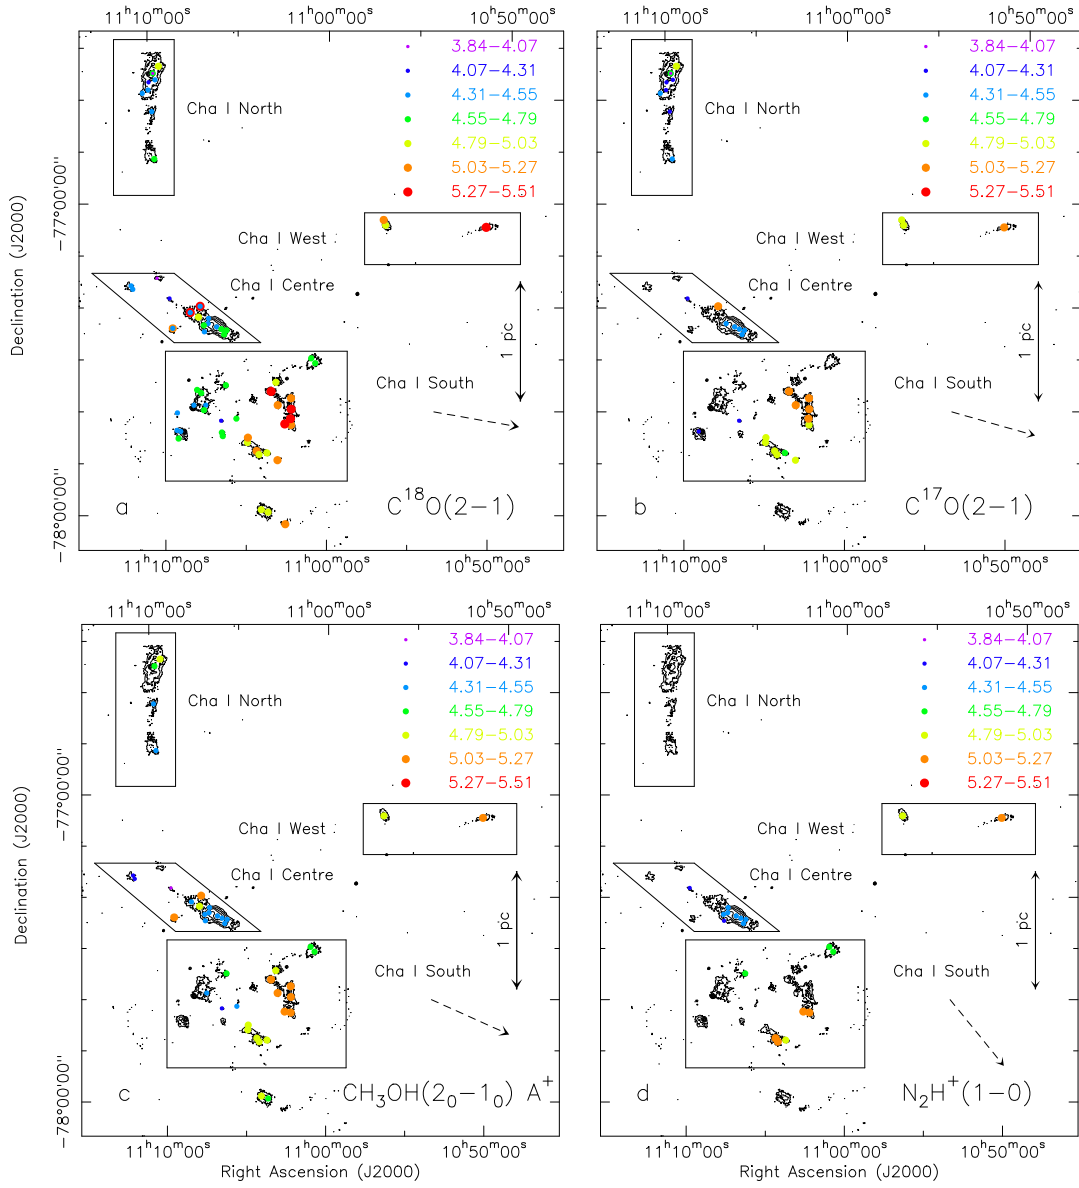 11h10m00s 11h00m00s 10h50m00s
3.84−4.07
4.07−4.31
4.31−4.55
4.55−4.79
4.79−5.03
5.03−5.27
5.27−5.51
Cha I North
Cha I West
Cha I Centre
Cha I South
1 pc
a
C18O(2−1)
−77°00'00''
−78°00'00''
Declination (J2000)
11h10m00s 11h00m00s 10h50m00s
11h10m00s 11h00m00s 10h50m00s
3.84−4.07
4.07−4.31
4.31−4.55
4.55−4.79
4.79−5.03
5.03−5.27
5.27−5.51
Cha I North
Cha I West
Cha I Centre
Cha I South
1 pc
b
C17O(2−1)
11h10m00s 11h00m00s 10h50m00s
11h10m00s 11h00m00s 10h50m00s
3.84−4.07
4.07−4.31
4.31−4.55
4.55−4.79
4.79−5.03
5.03−5.27
5.27−5.51
Cha I North
Cha I West
Cha I Centre
Cha I South
1 pc
c
CH3OH(20−10) A+
−77°00'00''
−78°00'00''
Declination (J2000)
11h10m00s 11h00m00s 10h50m00s
Right Ascension (J2000)
11h10m00s 11h00m00s 10h50m00s
3.84−4.07
4.07−4.31
4.31−4.55
4.55−4.79
4.79−5.03
5.03−5.27
5.27−5.51
Cha I North
Cha I West
Cha I Centre
Cha I South
1 pc
d
N2H+(1−0)
11h10m00s 11h00m00s 10h50m00s
Right Ascension (J2000)